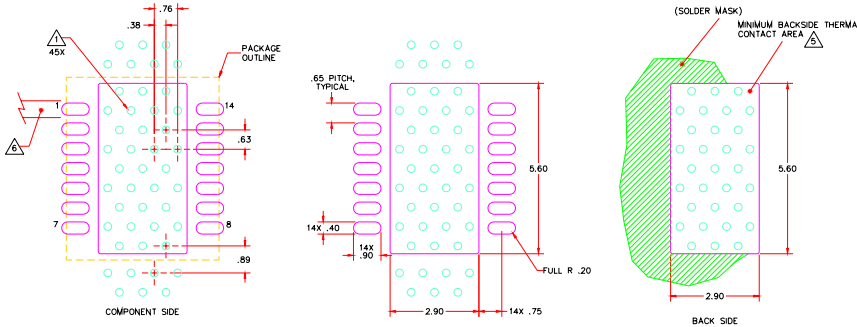 .76
.38
1
45X
PACKAGE
OUTLINE
1
14
6
.63
7
8
.89
COMPONENT SIDE
.65 PITCH,
TYPICAL
5.60
14X .40
14X
.90
FULL R .20
2.90
14X .75
(SOLDER MASK)
MINIMUM BACKSIDE THERMA
CONTACT AREA
5
5.60
2.90
BACK SIDE